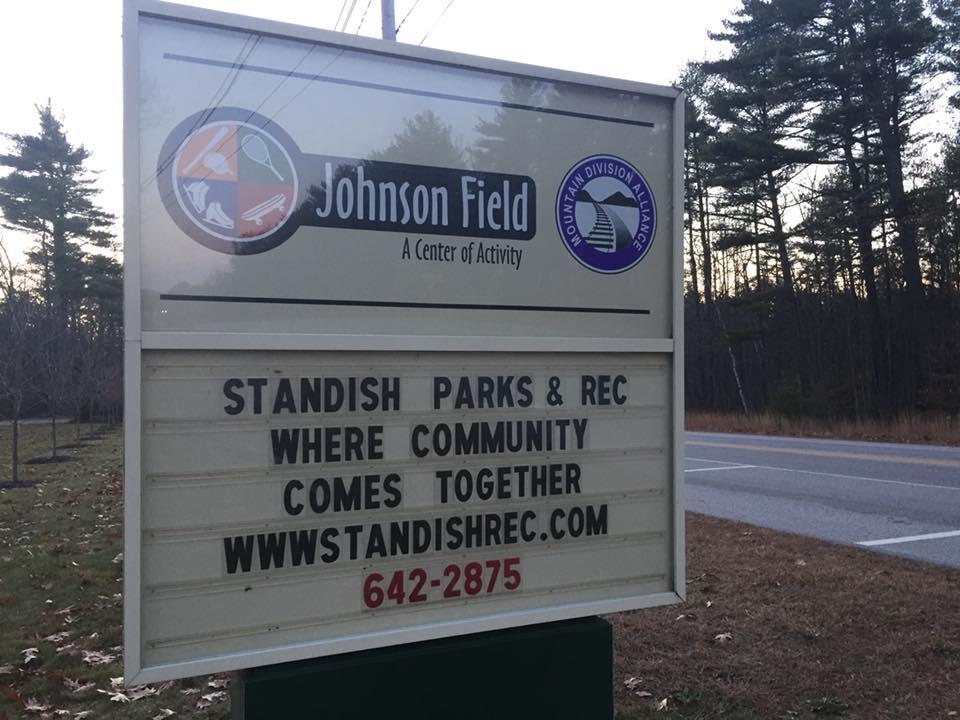 Johnson Field
A Center of Activity
MOUNTAIN DIVISION ALLIANCE
STANDISH PARKS & REC
WHERE COMMUNITY
COMES TOGETHER
WWWSTANDISHREC.COM
642-2875